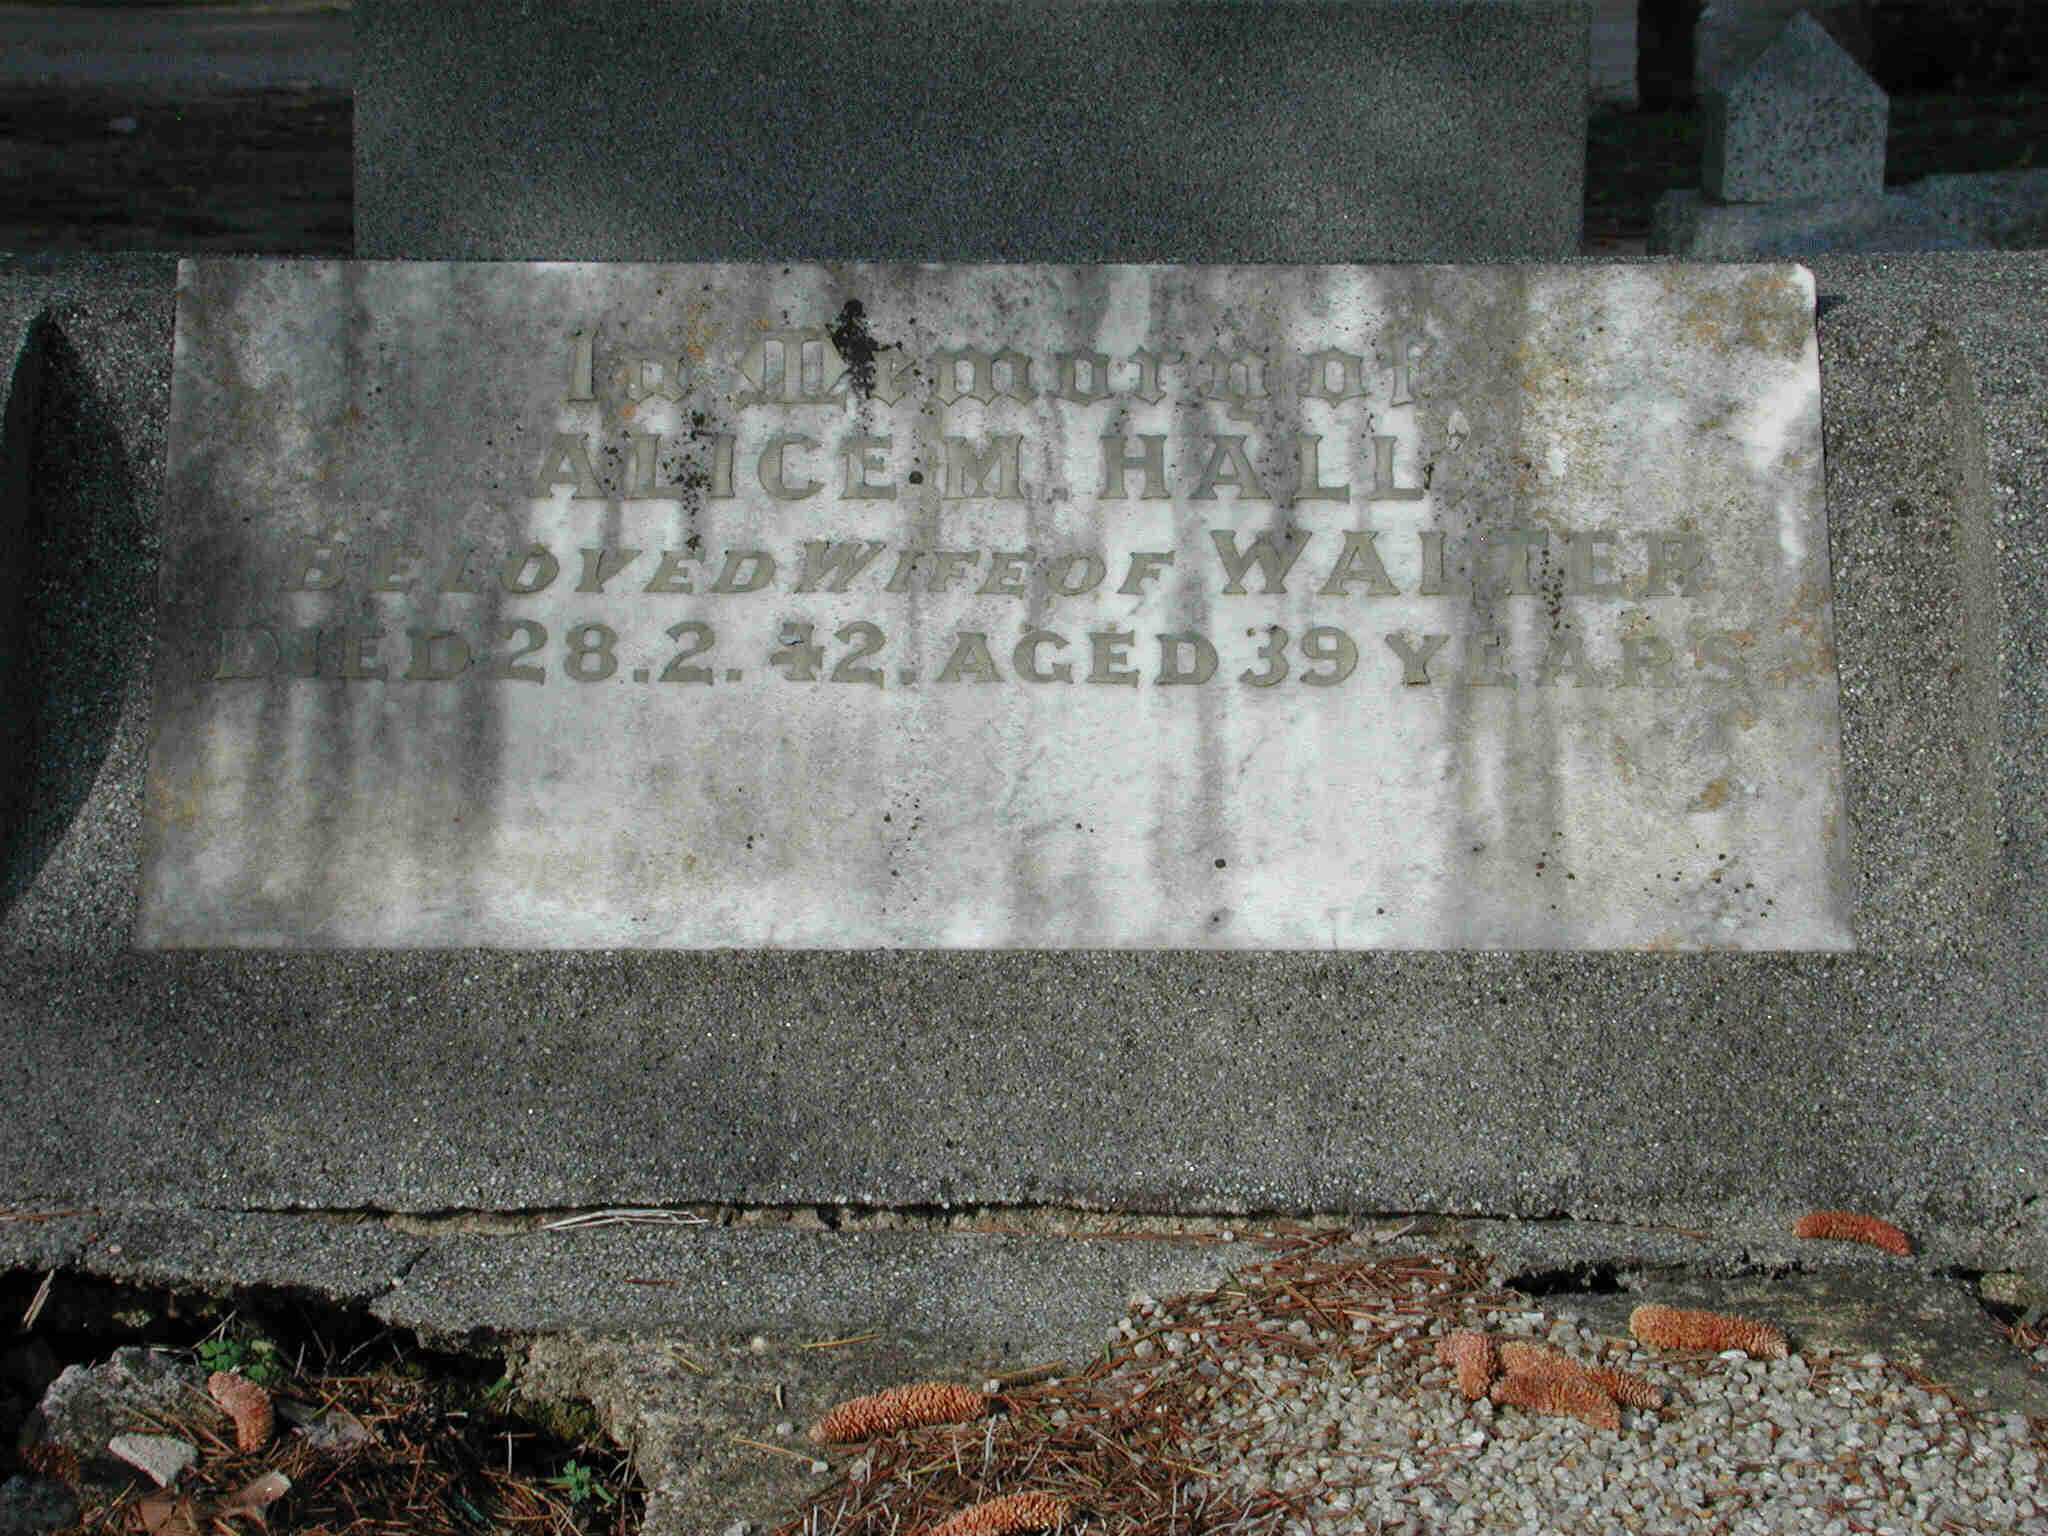 In Memory of
ALICE M. HALL
BELOVED WIFE OF WALTER
DIED 28.2.42. AGED 39 YEARS.